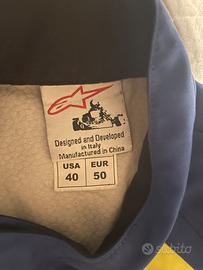 Designed and Developed
in Italy
Manufactured in China
USA EUR
40 50
subito